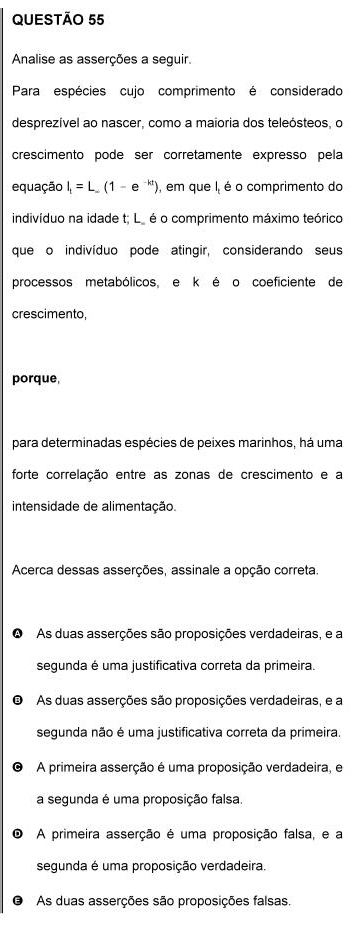 QUESTÃO 55
Analise as asserções a seguir.
Para espécies cujo comprimento é considerado
desprezível ao nascer, como a maioria dos teleósteos, o
crescimento pode ser corretamente expresso pela
equação lₜ = L∞ (1 − e ⁻ᵏᵗ), em que lₜ é o comprimento do
indivíduo na idade t; L∞ é o comprimento máximo teórico
que o indivíduo pode atingir, considerando seus
processos metabólicos, e k é o coeficiente de
crescimento,
porque,
para determinadas espécies de peixes marinhos, há uma
forte correlação entre as zonas de crescimento e a
intensidade de alimentação.
Acerca dessas asserções, assinale a opção correta.
A As duas asserções são proposições verdadeiras, e a
segunda é uma justificativa correta da primeira.
B As duas asserções são proposições verdadeiras, e a
segunda não é uma justificativa correta da primeira.
C A primeira asserção é uma proposição verdadeira, e
a segunda é uma proposição falsa.
D A primeira asserção é uma proposição falsa, e a
segunda é uma proposição verdadeira.
E As duas asserções são proposições falsas.